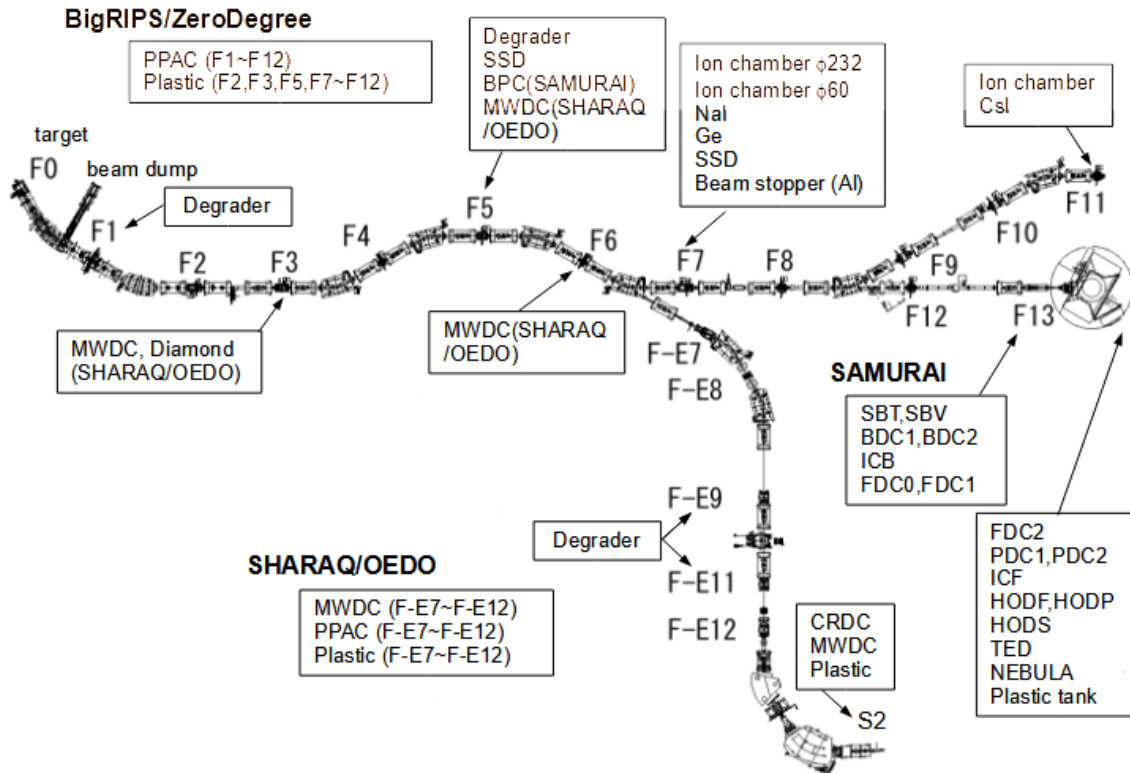 BigRIPS/ZeroDegree
PPAC (F1~F12)
Plastic (F2,F3,F5,F7~F12)
Degrader
SSD
BPC(SAMURAI)
MWDC(SHARAQ
/OEDO)
Ion chamber ϕ232
Ion chamber ϕ60
NaI
Ge
SSD
Beam stopper (Al)
Ion chamber
CsI
target
F0
beam dump
F1
Degrader
F2
F3
F4
F5
F6
F7
F8
F9
F10
F11
F12
F13
MWDC, Diamond
(SHARAQ/OEDO)
MWDC(SHARAQ
/OEDO)
F-E7
F-E8
SAMURAI
SBT,SBV
BDC1,BDC2
ICB
FDC0,FDC1
F-E9
Degrader
F-E11
F-E12
SHARAQ/OEDO
MWDC (F-E7~F-E12)
PPAC (F-E7~F-E12)
Plastic (F-E7~F-E12)
CRDC
MWDC
Plastic
S2
FDC2
PDC1,PDC2
ICF
HODF,HODP
HODS
TED
NEBULA
Plastic tank